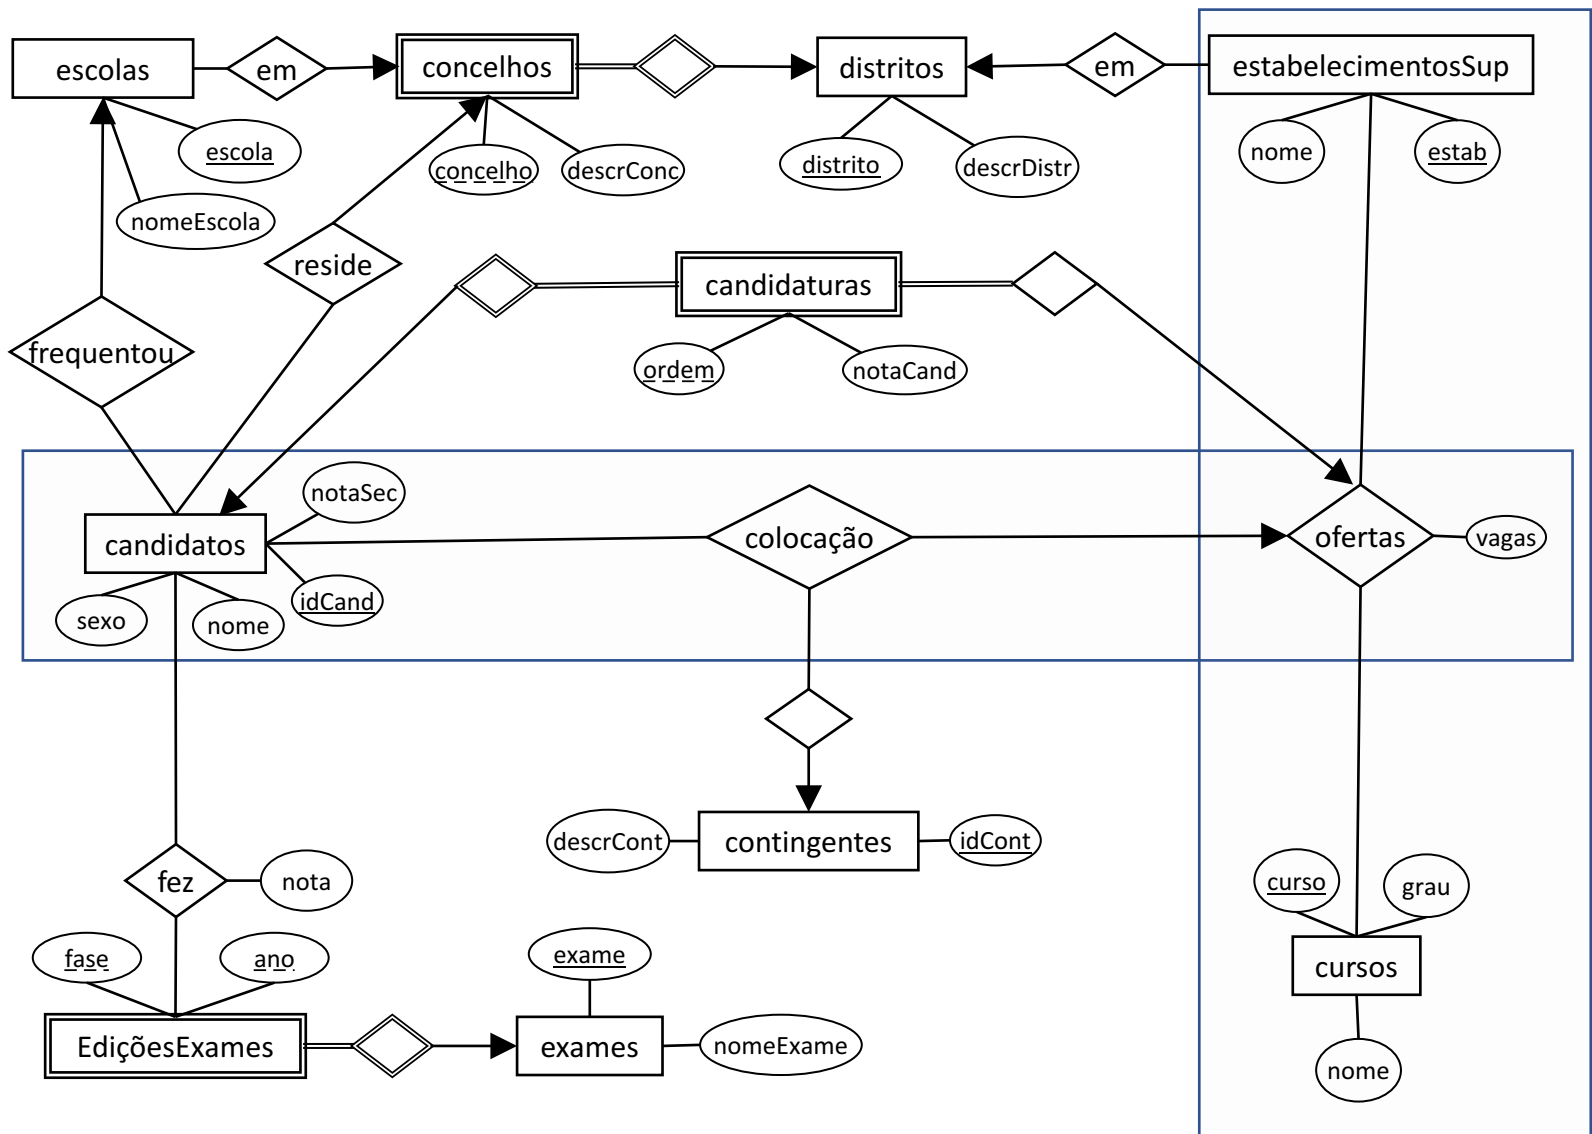 escolas
em
concelhos
distritos
em
estabelecimentosSup
escola
nomeEscola
concelho
descrConc
distrito
descrDistr
nome
estab
reside
candidaturas
frequentou
ordem
notaCand
notaSec
candidatos
colocação
ofertas
vagas
sexo
nome
idCand
descrCont
contingentes
idCont
fez
nota
curso
grau
fase
ano
exame
cursos
EdiçõesExames
exames
nomeExame
nome